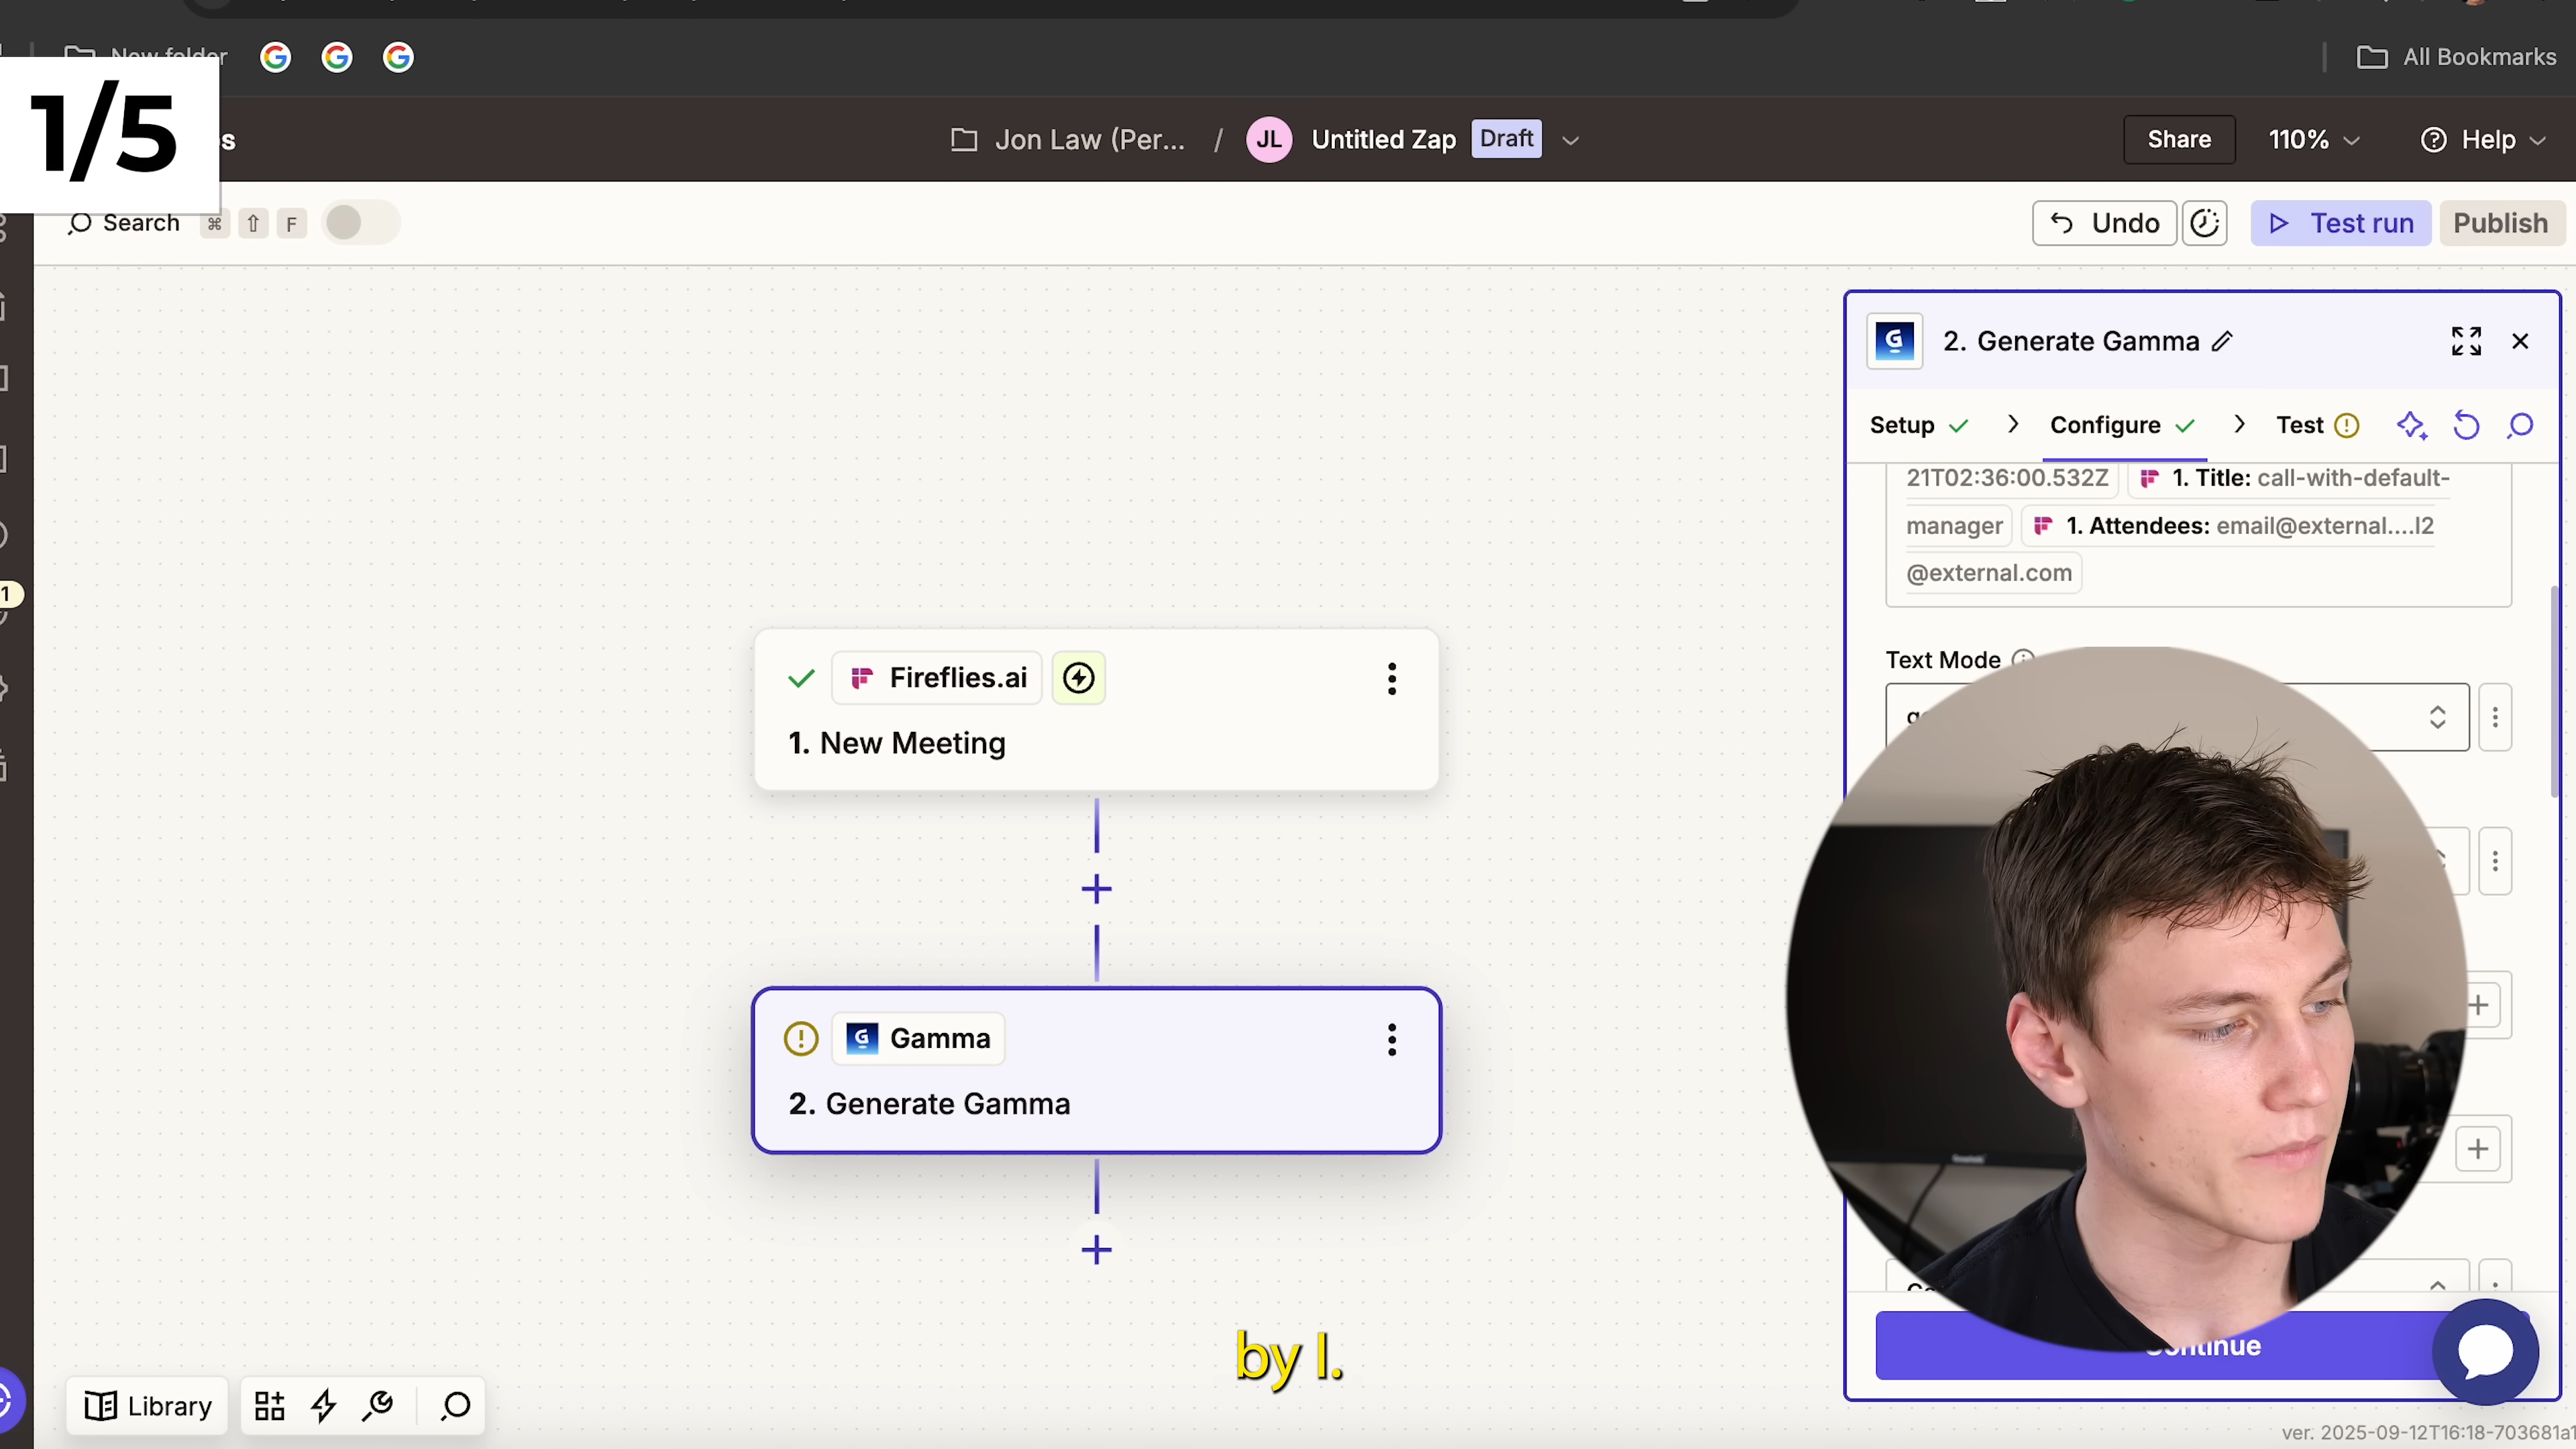 New folder
All Bookmarks
1/5
s
Jon Law (Per... / JL Untitled Zap Draft
Share 110% Help
Search ⌘ ⇧ F
Undo Test run Publish
2. Generate Gamma
Setup Configure Test
21T02:36:00.532Z 1. Title: call-with-default-
manager 1. Attendees: email@external....l2
@external.com
Text Mode
Fireflies.ai
1. New Meeting
1
Gamma
2. Generate Gamma
Continue
by I.
Library
ver. 2025-09-12T16:18-703681a1